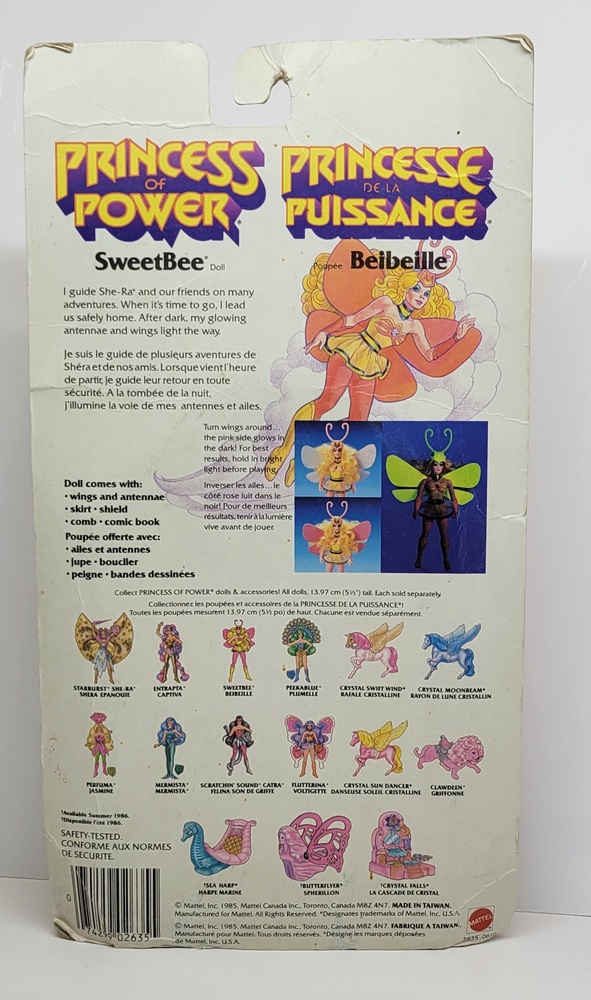 PRINCESS
OF
POWER
PRINCESSE
DE LA
PUISSANCE
SweetBee Doll
Poupée Beibeille
I guide She-Ra* and our friends on many
adventures. When it's time to go, I lead
us safely home. After dark, my glowing
antennae and wings light the way.
Je suis le guide de plusieurs aventures de
Shéra et de nos amis. Lorsque vient l'heure
de partir, je guide leur retour en toute
sécurité. A la tombée de la nuit,
j'illumine la voie de mes antennes et ailes.
Turn wings around...
the pink side glows in
the dark! For best
results, hold in bright
light before playing.
Inverser les ailes...le
côté rose luit dans le
noir! Pour de meilleurs
résultats, tenir à la lumière
vive avant de jouer.
Doll comes with:
• wings and antennae
• skirt • shield
• comb • comic book
Poupée offerte avec:
• ailes et antennes
• jupe • bouclier
• peigne • bandes dessinées
Collect PRINCESS OF POWER* dolls & accessories! All dolls, 13.97 cm (5½") tall. Each sold separately.
Collectionnez les poupées et accessoires de la PRINCESSE DE LA PUISSANCE*!
Toutes les poupées mesurent 13.97 cm (5½ po) de haut. Chacune est vendue séparément.
STARBURST* SHE-RA*
SHERA EPANOUIE
ENTRAPTA*
CAPTIVA
SWEETBEE*
BEIBEILLE
PEEKABLUE*
PLUMELLE
CRYSTAL SWIFT WIND*
RAFALE CRISTALLINE
CRYSTAL MOONBEAM*
RAYON DE LUNE CRISTALLIN
PERFUMA*
JASMINE
MERMISTA*
MERMISTA*
SCRATCHIN' SOUND* CATRA*
FELINA SON DE GRIFFE
FLUTTERINA*
VOLTIGETTE
CRYSTAL SUN DANCER*
DANSEUSE SOLEIL CRISTALLINE
CLAWDEEN*
GRIFFONNE
†Available Summer 1986.
†Disponible l'été 1986.
SAFETY-TESTED.
CONFORME AUX NORMES
DE SECURITE.
†SEA HARP*
HARPE MARINE
†BUTTERFLYER*
SPHERILLON
†CRYSTAL FALLS*
LA CASCADE DE CRISTAL
0
02635
© Mattel, Inc. 1985. Mattel Canada Inc., Toronto, Canada M8Z 4N7. MADE IN TAIWAN.
Manufactured for Mattel. All Rights Reserved. *Designates trademarks of Mattel, Inc. U.S.A.
© Mattel, Inc. 1985. Mattel Canada Inc., Toronto, Canada M8Z 4N7. FABRIQUE A TAIWAN.
Manufacturé pour Mattel. Tous droits réservés. *Désigne les marques déposées
de Mattel, Inc. U.S.A.
MATTEL